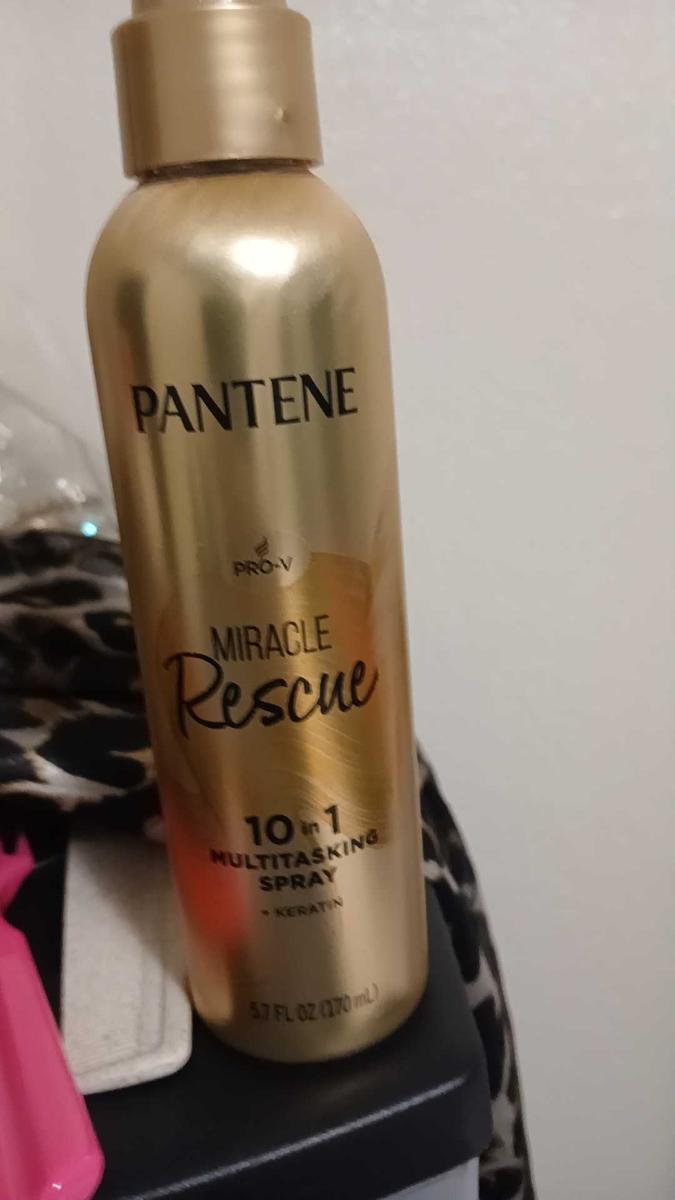 PANTENE
PRO-V
MIRACLE
Rescue
10 in 1
MULTITASKING
SPRAY
+ KERATIN
5.7 FL OZ (170 mL)